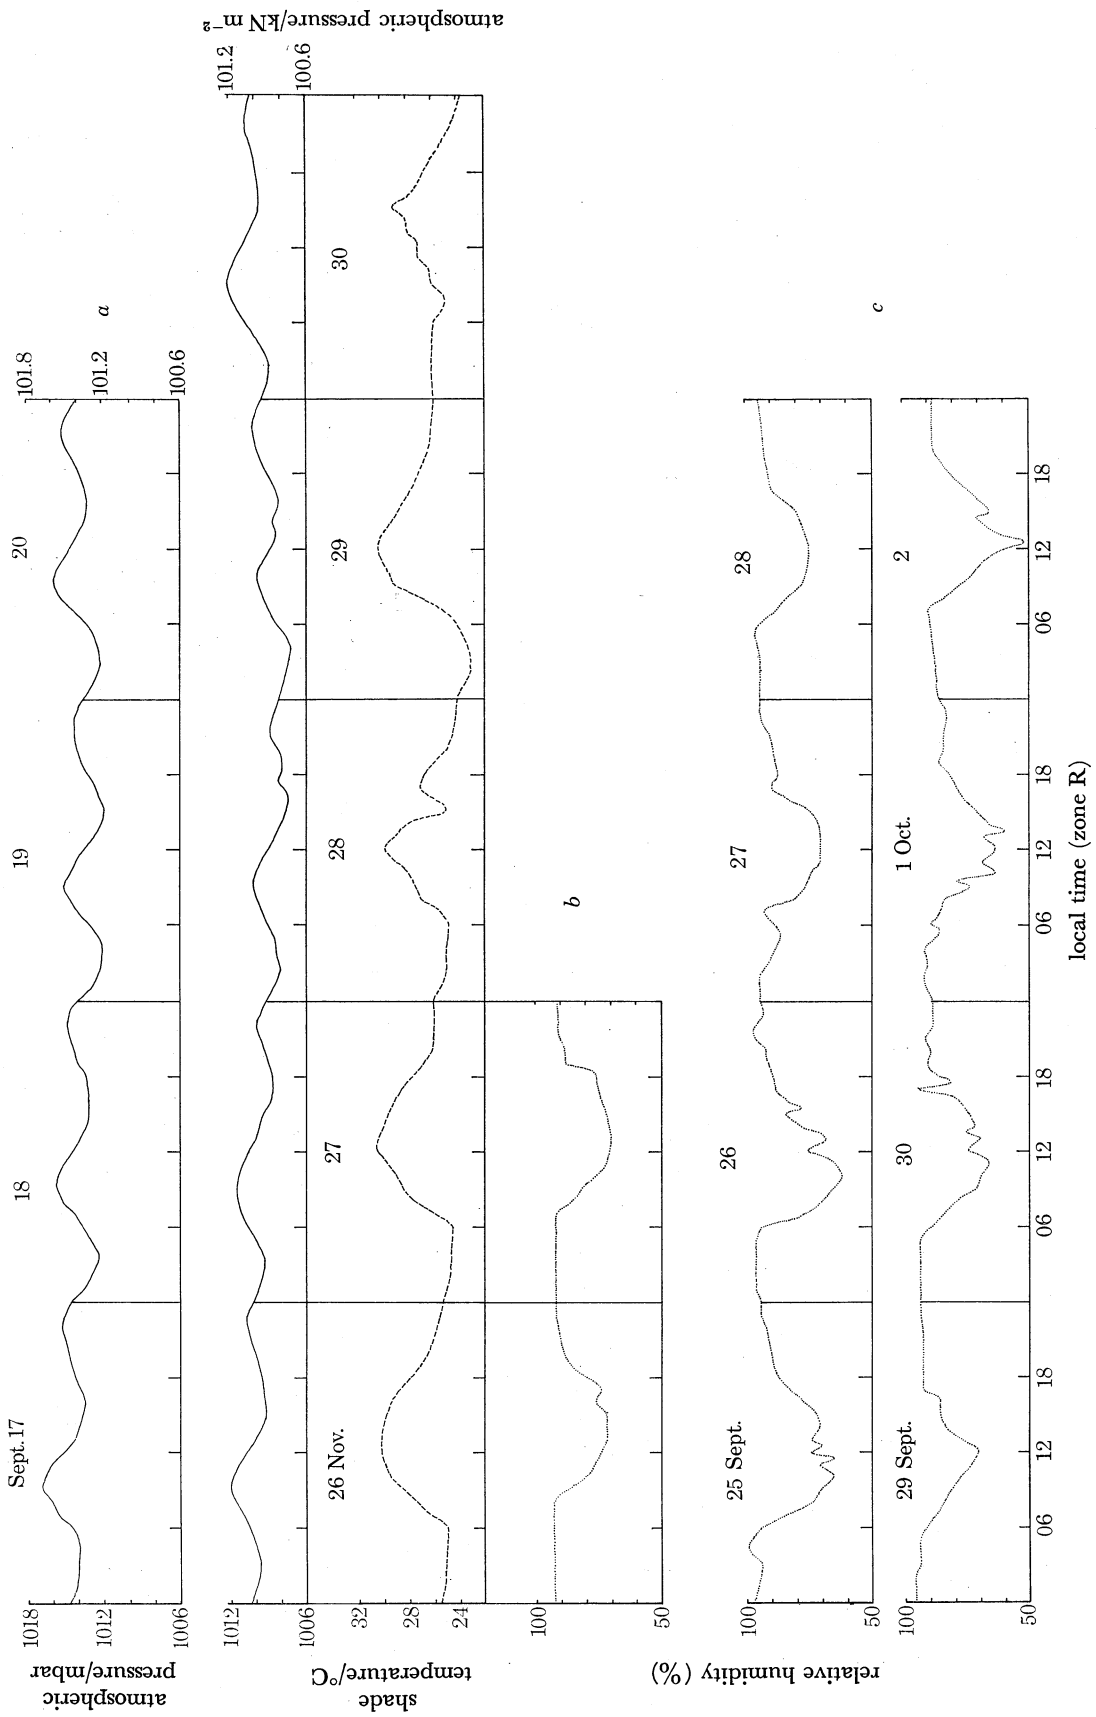 Sept.17 18 19 20
atmospheric
pressure/mbar
1018
1012
1006
101.8
101.2
100.6
a
1012
1006
101.2
100.6
atmospheric pressure/kN m⁻²
26 Nov. 27 28 29 30
shade
temperature/°C
32
28
24
b
100
50
relative humidity (%)
25 Sept. 26 27 28
100
50
c
29 Sept. 30 1 Oct. 2
100
50
06 12 18 06 12 18 06 12 18 06 12 18
local time (zone R)